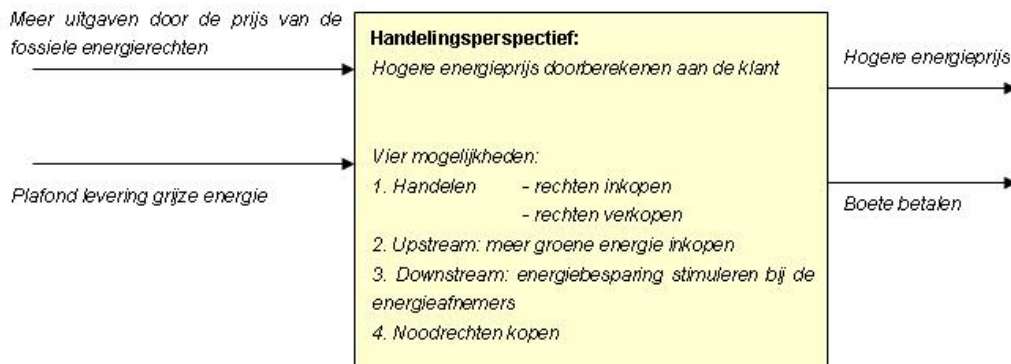 Meer uitgaven door de prijs van de
fossiele energierechten
Plafond levering grijze energie
Handelingsperspectief:
Hogere energieprijs doorberekenen aan de klant
Vier mogelijkheden:
1. Handelen - rechten inkopen
- rechten verkopen
2. Upstream: meer groene energie inkopen
3. Downstream: energiebesparing stimuleren bij de
energieafnemers
4. Noodrechten kopen
Hogere energieprijs
Boete betalen